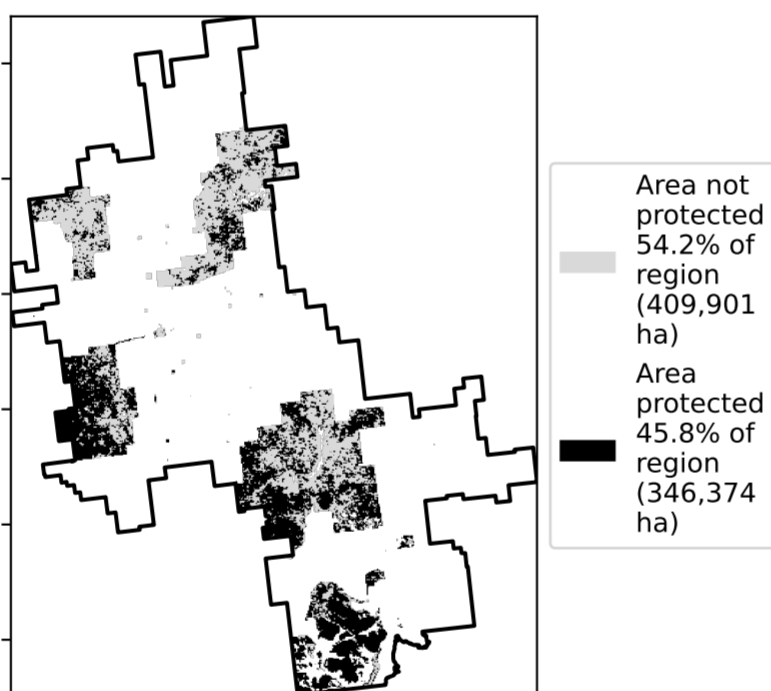 Area not
protected
54.2% of
region
(409,901
ha)
Area
protected
45.8% of
region
(346,374
ha)